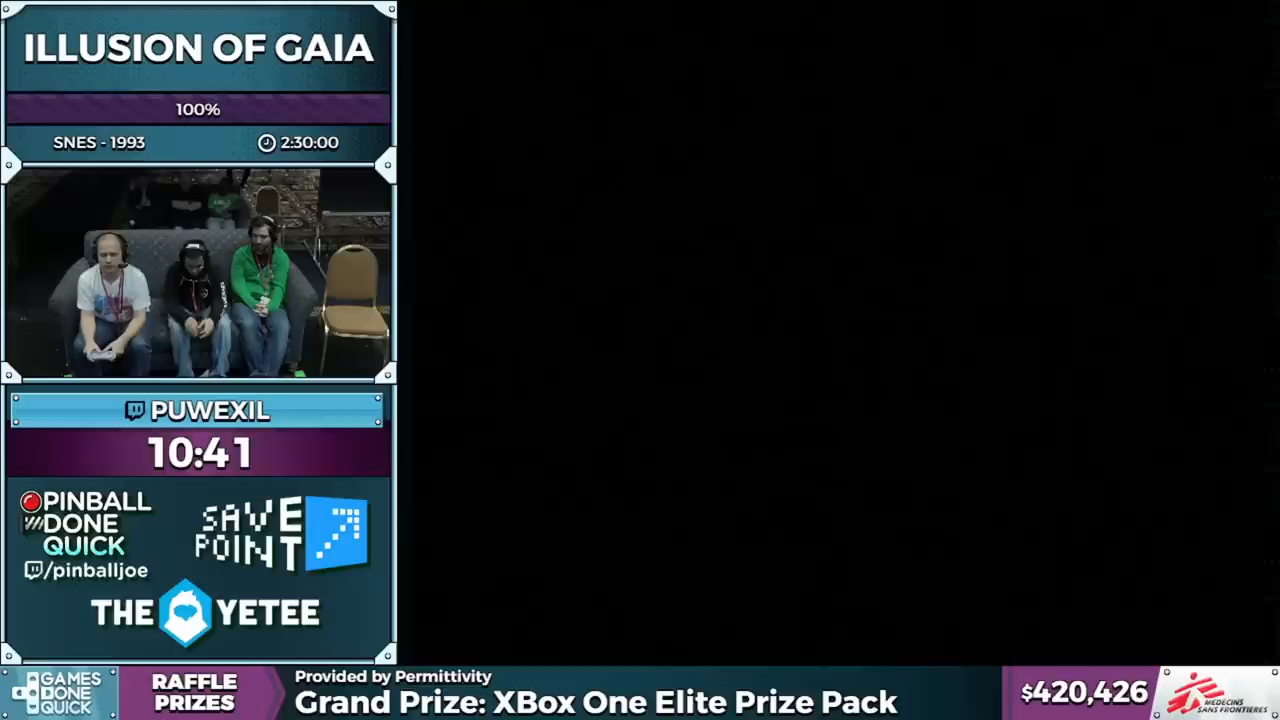 ILLUSION OF GAIA
100%
SNES - 1993
2:30:00
PUWEXIL
10:41
PINBALL
DONE
QUICK
/pinballjoe
SAVE
POINT
THE YETEE
GAMES
DONE
QUICK
RAFFLE
PRIZES
Provided by Permittivity
Grand Prize: XBox One Elite Prize Pack
$420,426
MEDECINS
SANS FRONTIERES